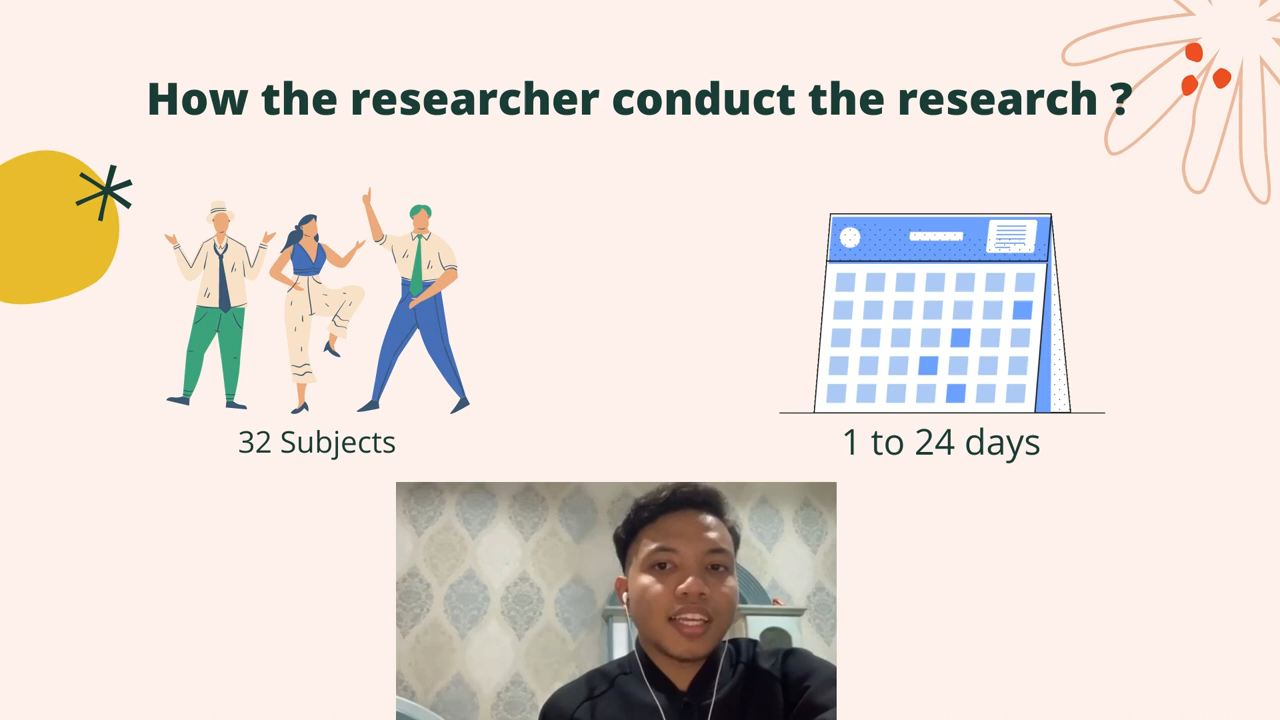 How the researcher conduct the research ?
32 Subjects
1 to 24 days